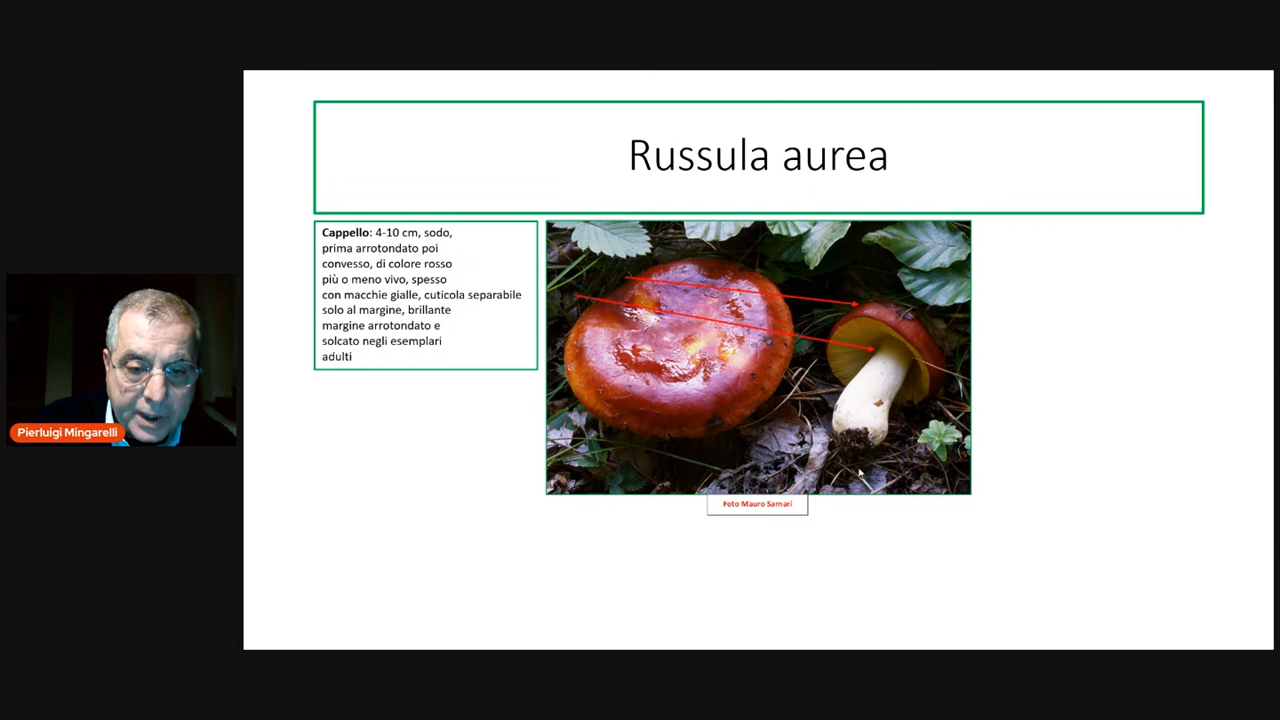 Russula aurea
Cappello: 4-10 cm, sodo,
prima arrotondato poi
convesso, di colore rosso
più o meno vivo, spesso
con macchie gialle, cuticola separabile
solo al margine, brillante
margine arrotondato e
solcato negli esemplari
adulti
Foto Mauro Sarnari
Pierluigi Mingarelli